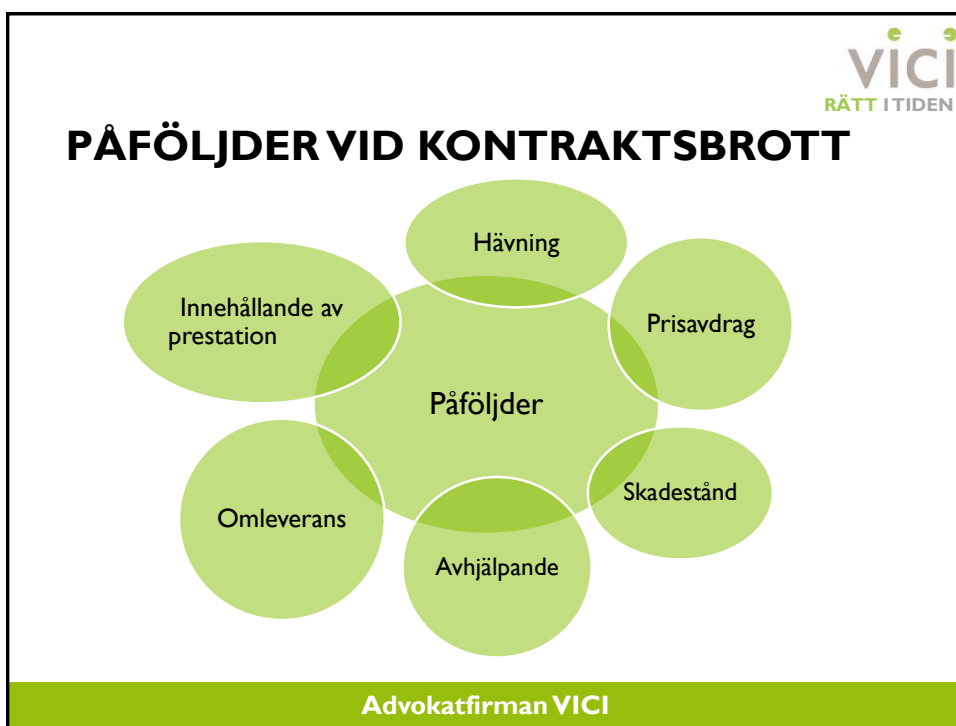 vici
RÄTT I TIDEN
PÅFÖLJDER VID KONTRAKTSBROTT
Hävning
Innehållande av
prestation
Prisavdrag
Påföljder
Skadestånd
Omleverans
Avhjälpande
Advokatfirman VICI